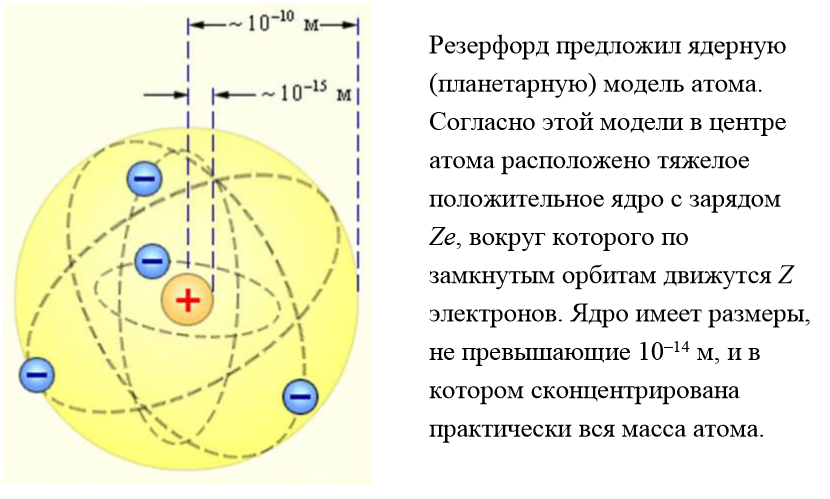 ~ 10⁻¹⁰ м
~ 10⁻¹⁵ м
−
−
+
−
−
Резерфорд предложил ядерную
(планетарную) модель атома.
Согласно этой модели в центре
атома расположено тяжелое
положительное ядро с зарядом
Ze, вокруг которого по
замкнутым орбитам движутся Z
электронов. Ядро имеет размеры,
не превышающие 10⁻¹⁴ м, и в
котором сконцентрирована
практически вся масса атома.